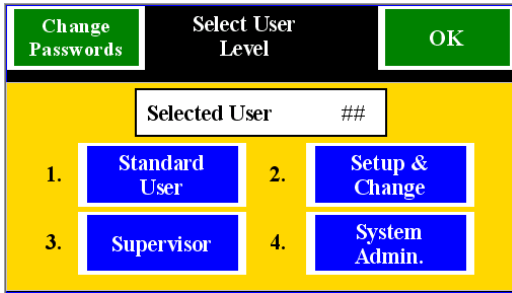 Change
Passwords
Select User
Level
OK
Selected User ##
1. Standard
User
2. Setup &
Change
3. Supervisor
4. System
Admin.